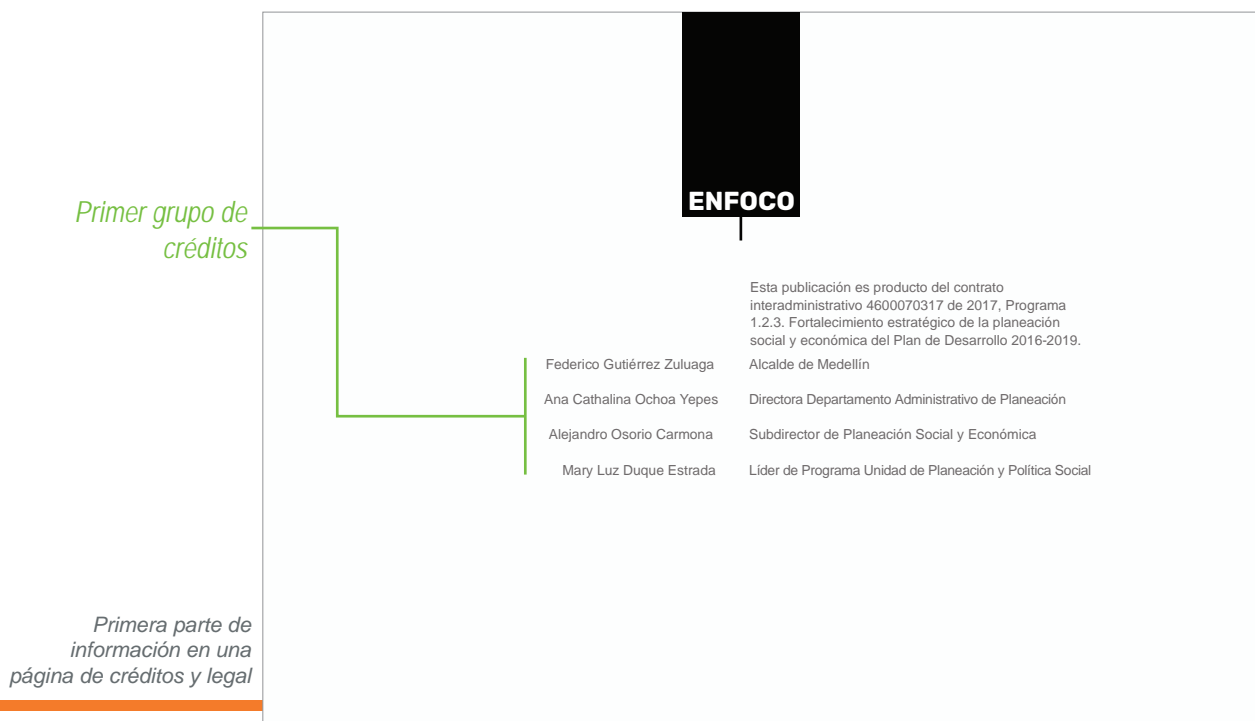 ENFOCO
Primer grupo de
créditos
Esta publicación es producto del contrato
interadministrativo 4600070317 de 2017, Programa
1.2.3. Fortalecimiento estratégico de la planeación
social y económica del Plan de Desarrollo 2016-2019.
Federico Gutiérrez Zuluaga Alcalde de Medellín
Ana Cathalina Ochoa Yepes Directora Departamento Administrativo de Planeación
Alejandro Osorio Carmona Subdirector de Planeación Social y Económica
Mary Luz Duque Estrada Líder de Programa Unidad de Planeación y Política Social
Primera parte de
información en una
página de créditos y legal